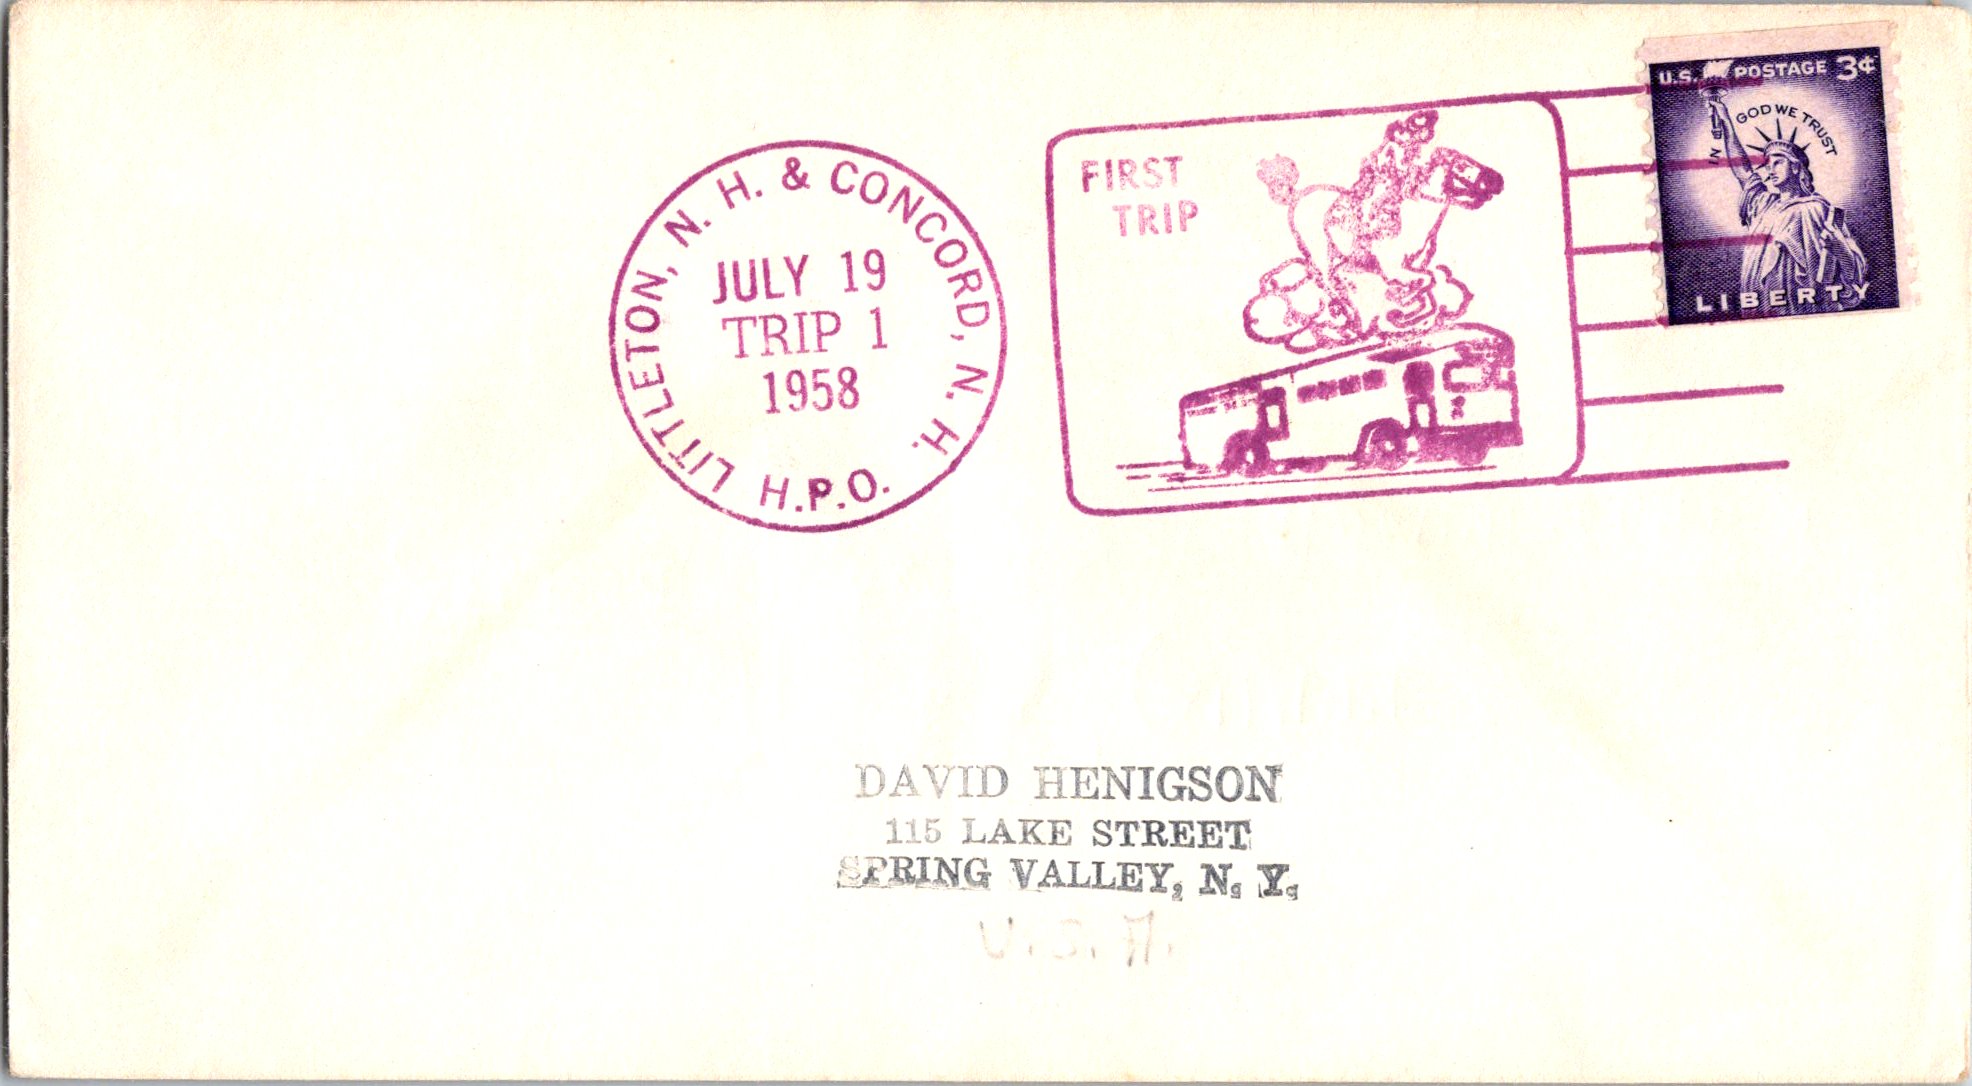 LITTLETON, N. H. & CONCORD, N. H.
JULY 19
TRIP 1
1958
H.P.O.
FIRST
TRIP
U.S. POSTAGE 3¢
IN GOD WE TRUST
LIBERTY
DAVID HENIGSON
115 LAKE STREET
SPRING VALLEY, N. Y.
U.S.A.